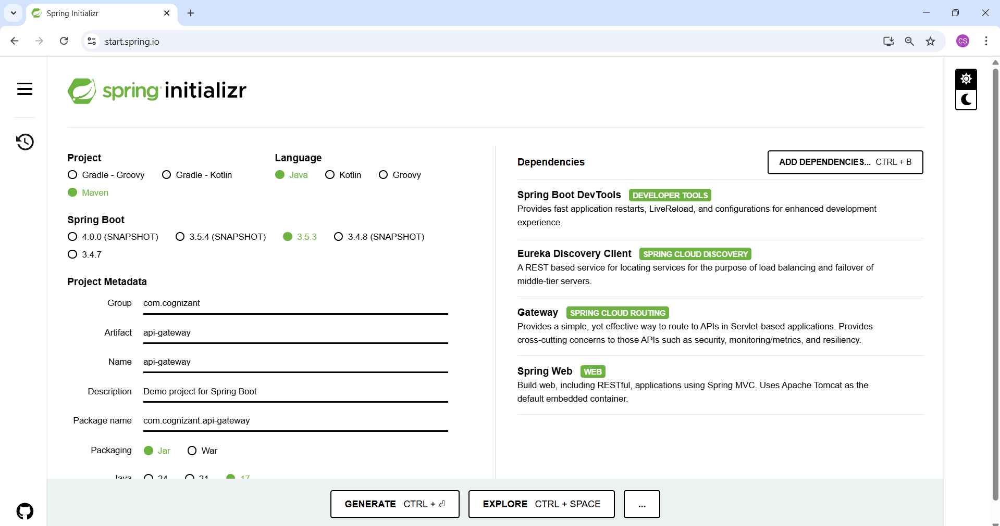 Spring Initializr
start.spring.io
CS
spring initializr
Project
Gradle - Groovy
Gradle - Kotlin
Maven
Language
Java
Kotlin
Groovy
Spring Boot
4.0.0 (SNAPSHOT)
3.5.4 (SNAPSHOT)
3.5.3
3.4.8 (SNAPSHOT)
3.4.7
Project Metadata
Group com.cognizant
Artifact api-gateway
Name api-gateway
Description Demo project for Spring Boot
Package name com.cognizant.api-gateway
Packaging Jar War
Java 24 21 17
Dependencies
ADD DEPENDENCIES... CTRL + B
Spring Boot DevTools DEVELOPER TOOLS
Provides fast application restarts, LiveReload, and configurations for enhanced development
experience.
Eureka Discovery Client SPRING CLOUD DISCOVERY
A REST based service for locating services for the purpose of load balancing and failover of
middle-tier servers.
Gateway SPRING CLOUD ROUTING
Provides a simple, yet effective way to route to APIs in Servlet-based applications. Provides
cross-cutting concerns to those APIs such as security, monitoring/metrics, and resiliency.
Spring Web WEB
Build web, including RESTful, applications using Spring MVC. Uses Apache Tomcat as the
default embedded container.
GENERATE CTRL + ⏎
EXPLORE CTRL + SPACE
...